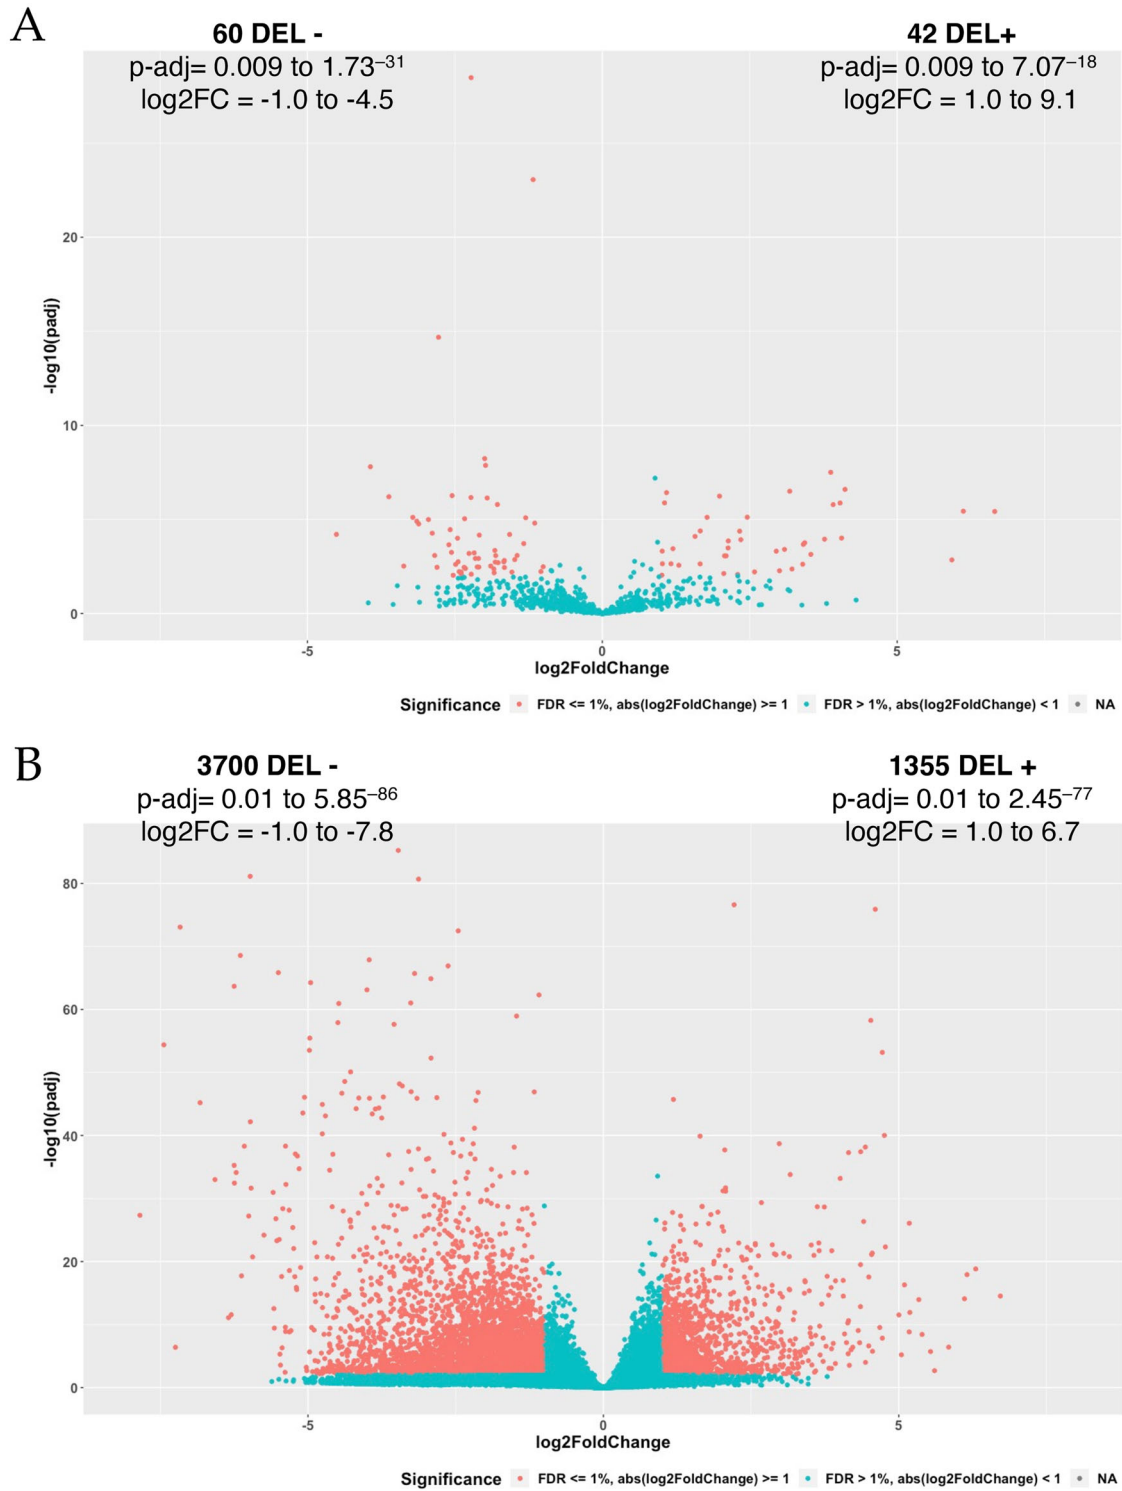 A
60 DEL - 42 DEL+
p-adj= 0.009 to 1.73⁻³¹ p-adj= 0.009 to 7.07⁻¹⁸
log2FC = -1.0 to -4.5 log2FC = 1.0 to 9.1
20
-log10(padj)
10
0
-5 0 5
log2FoldChange
Significance FDR <= 1%, abs(log2FoldChange) >= 1 FDR > 1%, abs(log2FoldChange) < 1 NA
B
3700 DEL - 1355 DEL +
p-adj= 0.01 to 5.85⁻⁸⁶ p-adj= 0.01 to 2.45⁻⁷⁷
log2FC = -1.0 to -7.8 log2FC = 1.0 to 6.7
80
60
-log10(padj)
40
20
0
-5 0 5
log2FoldChange
Significance FDR <= 1%, abs(log2FoldChange) >= 1 FDR > 1%, abs(log2FoldChange) < 1 NA